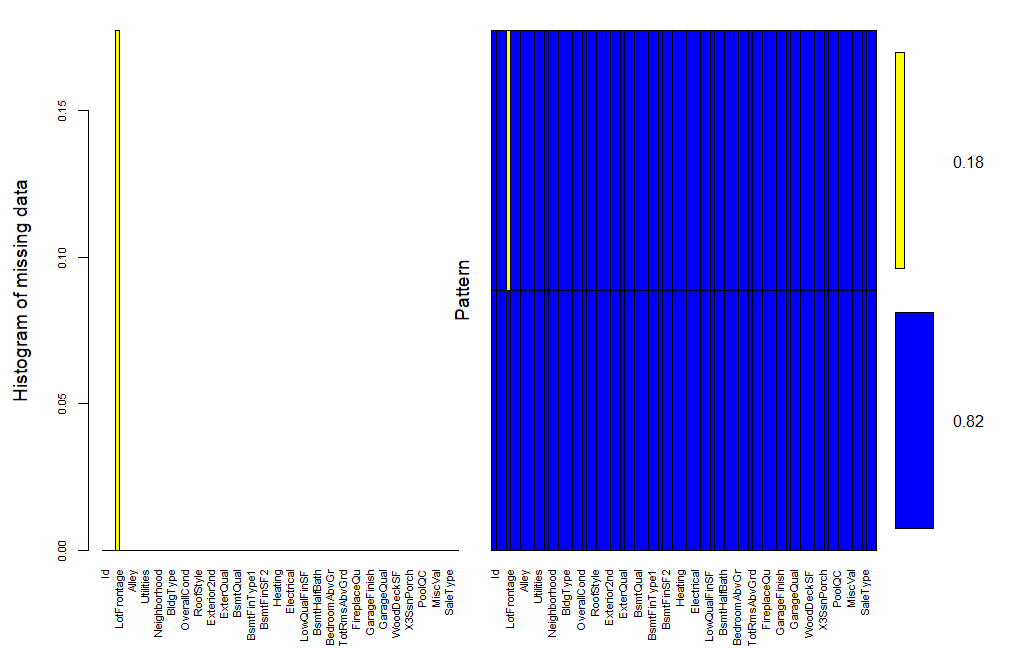 Histogram of missing data
0.00
0.05
0.10
0.15
Id
LotFrontage
Alley
Utilities
Neighborhood
BldgType
OverallCond
RoofStyle
Exterior2nd
ExterQual
BsmtQual
BsmtFinType1
BsmtFinSF2
Heating
Electrical
LowQualFinSF
BsmtHalfBath
BedroomAbvGr
TotRmsAbvGrd
FireplaceQu
GarageFinish
GarageQual
WoodDeckSF
X3SsnPorch
PoolQC
MiscVal
SaleType
Pattern
Id
LotFrontage
Alley
Utilities
Neighborhood
BldgType
OverallCond
RoofStyle
Exterior2nd
ExterQual
BsmtQual
BsmtFinType1
BsmtFinSF2
Heating
Electrical
LowQualFinSF
BsmtHalfBath
BedroomAbvGr
TotRmsAbvGrd
FireplaceQu
GarageFinish
GarageQual
WoodDeckSF
X3SsnPorch
PoolQC
MiscVal
SaleType
0.18
0.82